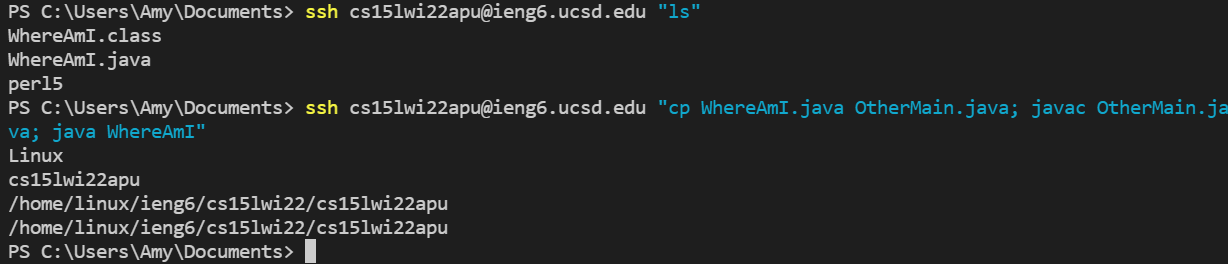 PS C:\Users\Amy\Documents> ssh cs15lwi22apu@ieng6.ucsd.edu "ls"
WhereAmI.class
WhereAmI.java
perl5
PS C:\Users\Amy\Documents> ssh cs15lwi22apu@ieng6.ucsd.edu "cp WhereAmI.java OtherMain.java; javac OtherMain.ja
va; java WhereAmI"
Linux
cs15lwi22apu
/home/linux/ieng6/cs15lwi22/cs15lwi22apu
/home/linux/ieng6/cs15lwi22/cs15lwi22apu
PS C:\Users\Amy\Documents>